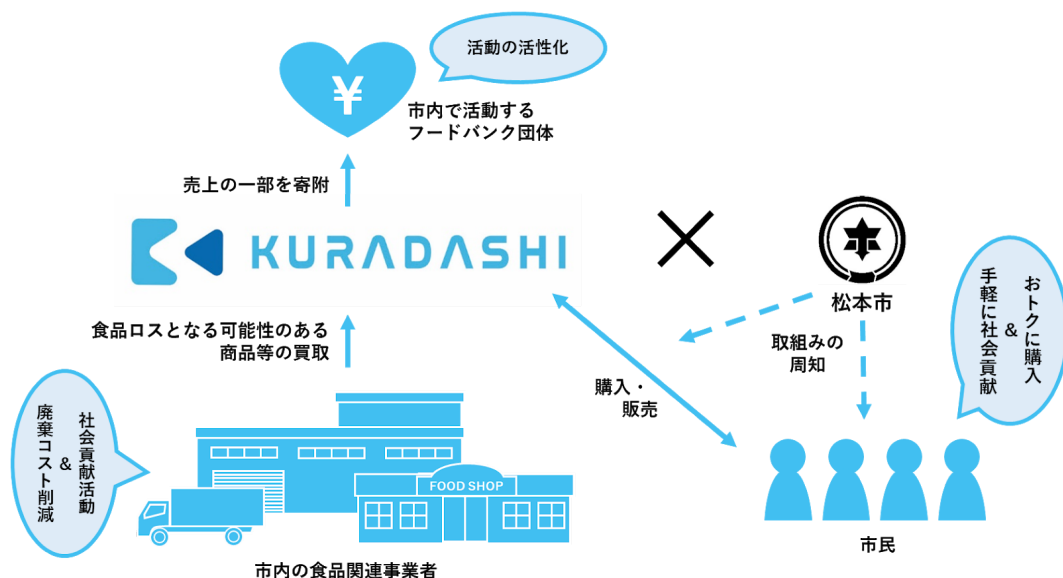 活動の活性化
¥
市内で活動する
フードバンク団体
売上の一部を寄附
KURADASHI
松本市
食品ロスとなる可能性のある
商品等の買取
取組みの
周知
購入・
販売
おトクに購入
&
手軽に社会貢献
社会貢献活動
&
廃棄コスト削減
FOOD SHOP
市内の食品関連事業者
市民